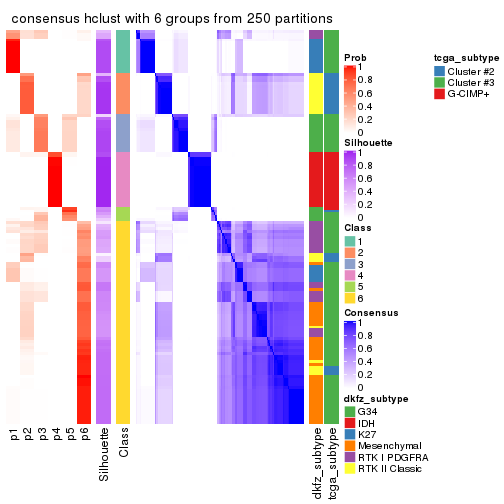 consensus hclust with 6 groups from 250 partitions
Prob
1
0.8
0.6
0.4
0.2
0
Silhouette
1
0.8
0.6
0.4
0.2
0
Class
1
2
3
4
5
6
Consensus
1
0.8
0.6
0.4
0.2
0
dkfz_subtype
G34
IDH
K27
Mesenchymal
RTK I PDGFRA
RTK II Classic
tcga_subtype
Cluster #2
Cluster #3
G-CIMP+
p1
p2
p3
p4
p5
p6
Silhouette
Class
dkfz_subtype
tcga_subtype